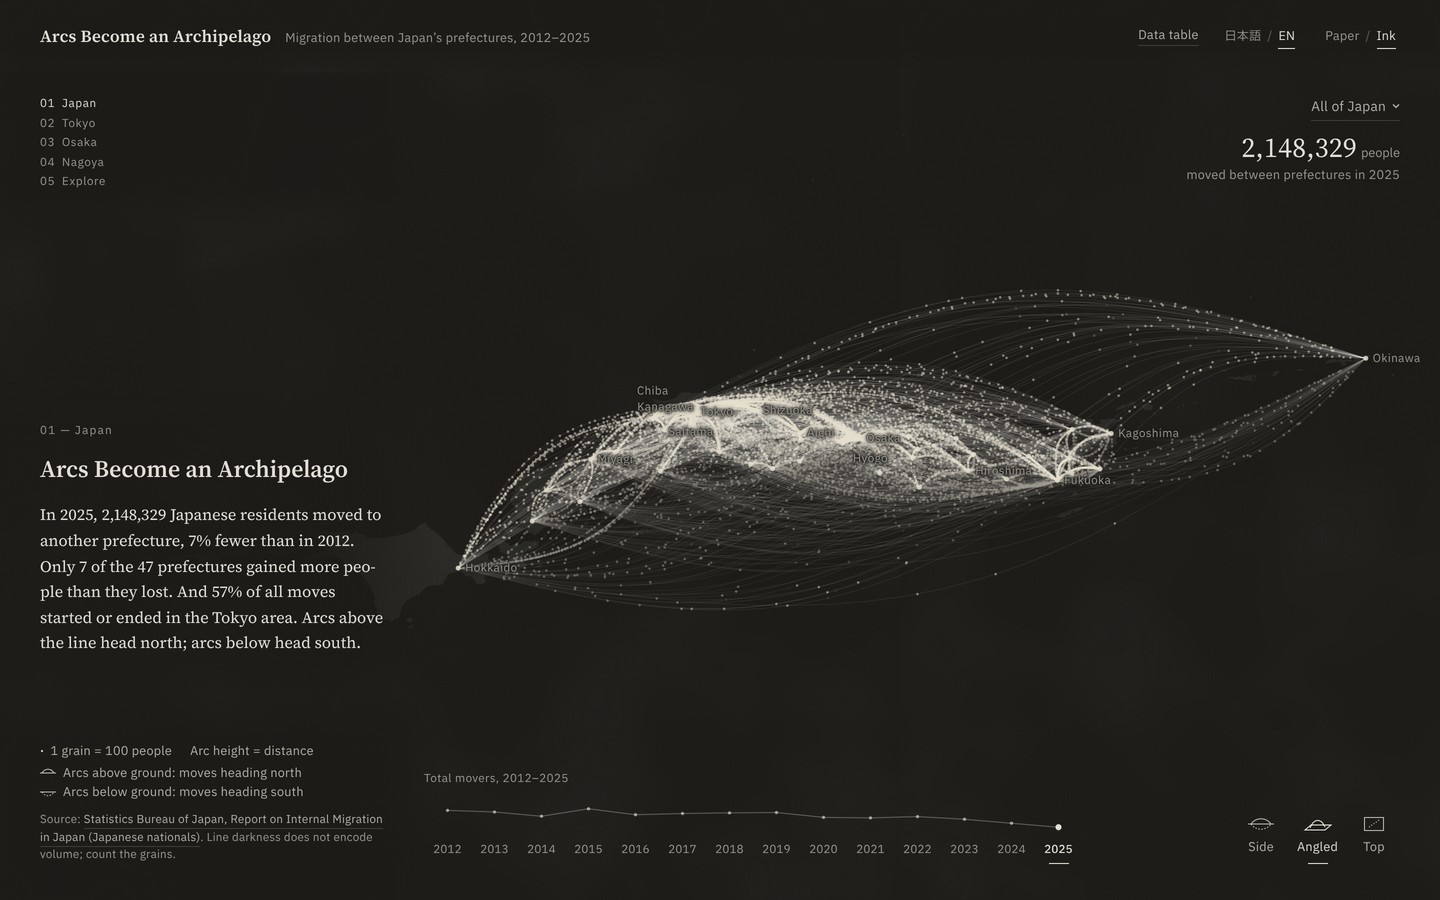 Arcs Become an Archipelago
Migration between Japan's prefectures, 2012–2025
Data table
日本語 / EN
Paper / Ink
01 Japan
02 Tokyo
03 Osaka
04 Nagoya
05 Explore
All of Japan
2,148,329 people
moved between prefectures in 2025
Okinawa
Chiba
Kanagawa
Tokyo
Shizuoka
Saitama
Aichi
Osaka
Kagoshima
Miyagi
Hyogo
Hiroshima
Fukuoka
Hokkaido
01 — Japan
Arcs Become an Archipelago
In 2025, 2,148,329 Japanese residents moved to
another prefecture, 7% fewer than in 2012.
Only 7 of the 47 prefectures gained more peo-
ple than they lost. And 57% of all moves
started or ended in the Tokyo area. Arcs above
the line head north; arcs below head south.
· 1 grain = 100 people
Arc height = distance
Arcs above ground: moves heading north
Arcs below ground: moves heading south
Source: Statistics Bureau of Japan, Report on Internal Migration
in Japan (Japanese nationals). Line darkness does not encode
volume; count the grains.
Total movers, 2012–2025
2012 2013 2014 2015 2016 2017 2018 2019 2020 2021 2022 2023 2024 2025
Side
Angled
Top